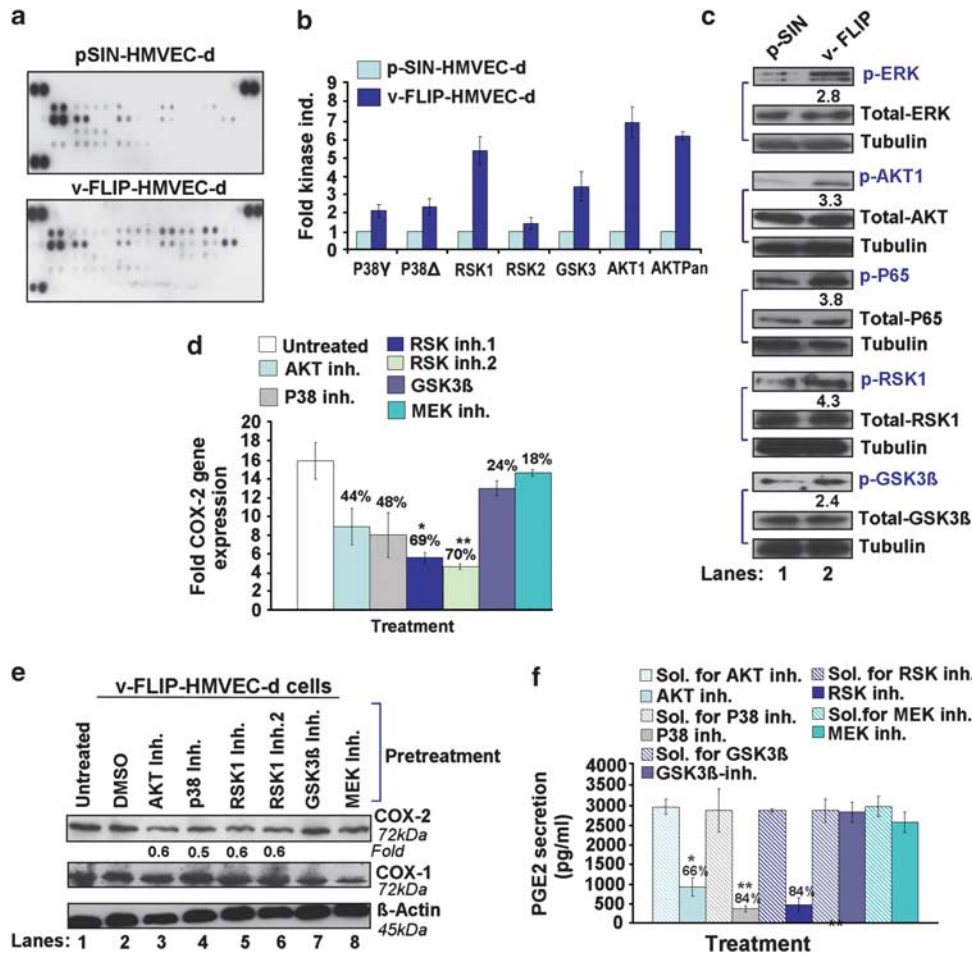 a
pSIN-HMVEC-d
v-FLIP-HMVEC-d
b
p-SIN-HMVEC-d
v-FLIP-HMVEC-d
Fold kinase ind.
9
8
7
6
5
4
3
2
1
0
P38γ P38Δ RSK1 RSK2 GSK3 AKT1 AKTPan
c
p-SIN v-FLIP
p-ERK
2.8
Total-ERK
Tubulin
p-AKT1
3.3
Total-AKT
Tubulin
p-P65
3.8
Total-P65
Tubulin
p-RSK1
4.3
Total-RSK1
Tubulin
p-GSK3ß
2.4
Total-GSK3ß
Tubulin
Lanes: 1 2
d
Untreated
AKT inh.
P38 inh.
RSK inh.1
RSK inh.2
GSK3ß
MEK inh.
Fold COX-2 gene
expression
20
18
16
14
12
10
8
6
4
2
0
44% 48% * 69% ** 70% 24% 18%
Treatment
e
v-FLIP-HMVEC-d cells
Untreated
DMSO
AKT Inh.
p38 Inh.
RSK1 Inh.
RSK1 Inh.2
GSK3ß Inh.
MEK Inh.
Pretreatment
COX-2
72kDa
0.6 0.5 0.6 0.6 Fold
COX-1
72kDa
ß-Actin
45kDa
Lanes: 1 2 3 4 5 6 7 8
f
Sol. for AKT inh.
AKT inh.
Sol. for P38 inh.
P38 inh.
Sol. for GSK3ß
GSK3ß-inh.
Sol. for RSK inh.
RSK inh.
Sol.for MEK inh.
MEK inh.
PGE2 secretion
(pg/ml)
4000
3500
3000
2500
2000
1500
1000
500
0
* 66% ** 84% 84%
**
Treatment